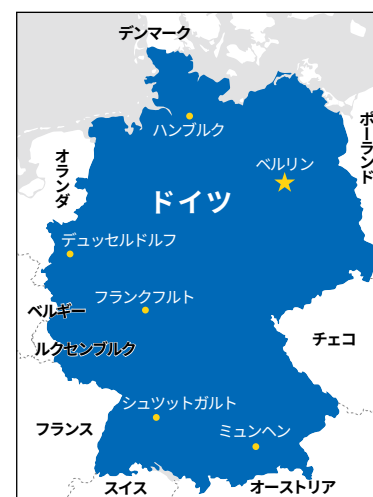 デンマーク
ハンブルク
ポーランド
オランダ
ベルリン
ドイツ
デュッセルドルフ
フランクフルト
ベルギー
チェコ
ルクセンブルク
シュツットガルト
フランス
ミュンヘン
スイス
オーストリア